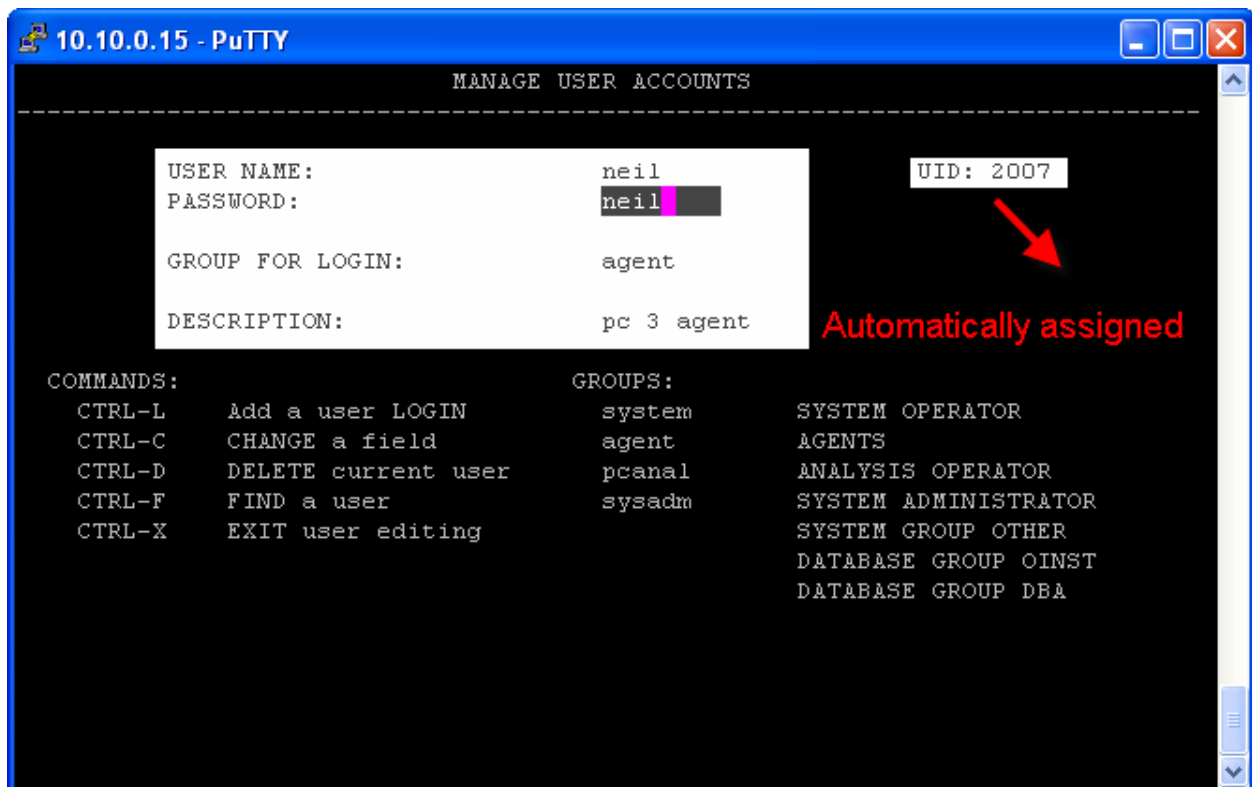 10.10.0.15 - PuTTY
MANAGE USER ACCOUNTS
USER NAME: neil UID: 2007
PASSWORD: neil
GROUP FOR LOGIN: agent
DESCRIPTION: pc 3 agent Automatically assigned
COMMANDS: GROUPS:
CTRL-L Add a user LOGIN system SYSTEM OPERATOR
CTRL-C CHANGE a field agent AGENTS
CTRL-D DELETE current user pcanal ANALYSIS OPERATOR
CTRL-F FIND a user sysadm SYSTEM ADMINISTRATOR
CTRL-X EXIT user editing SYSTEM GROUP OTHER
DATABASE GROUP OINST
DATABASE GROUP DBA